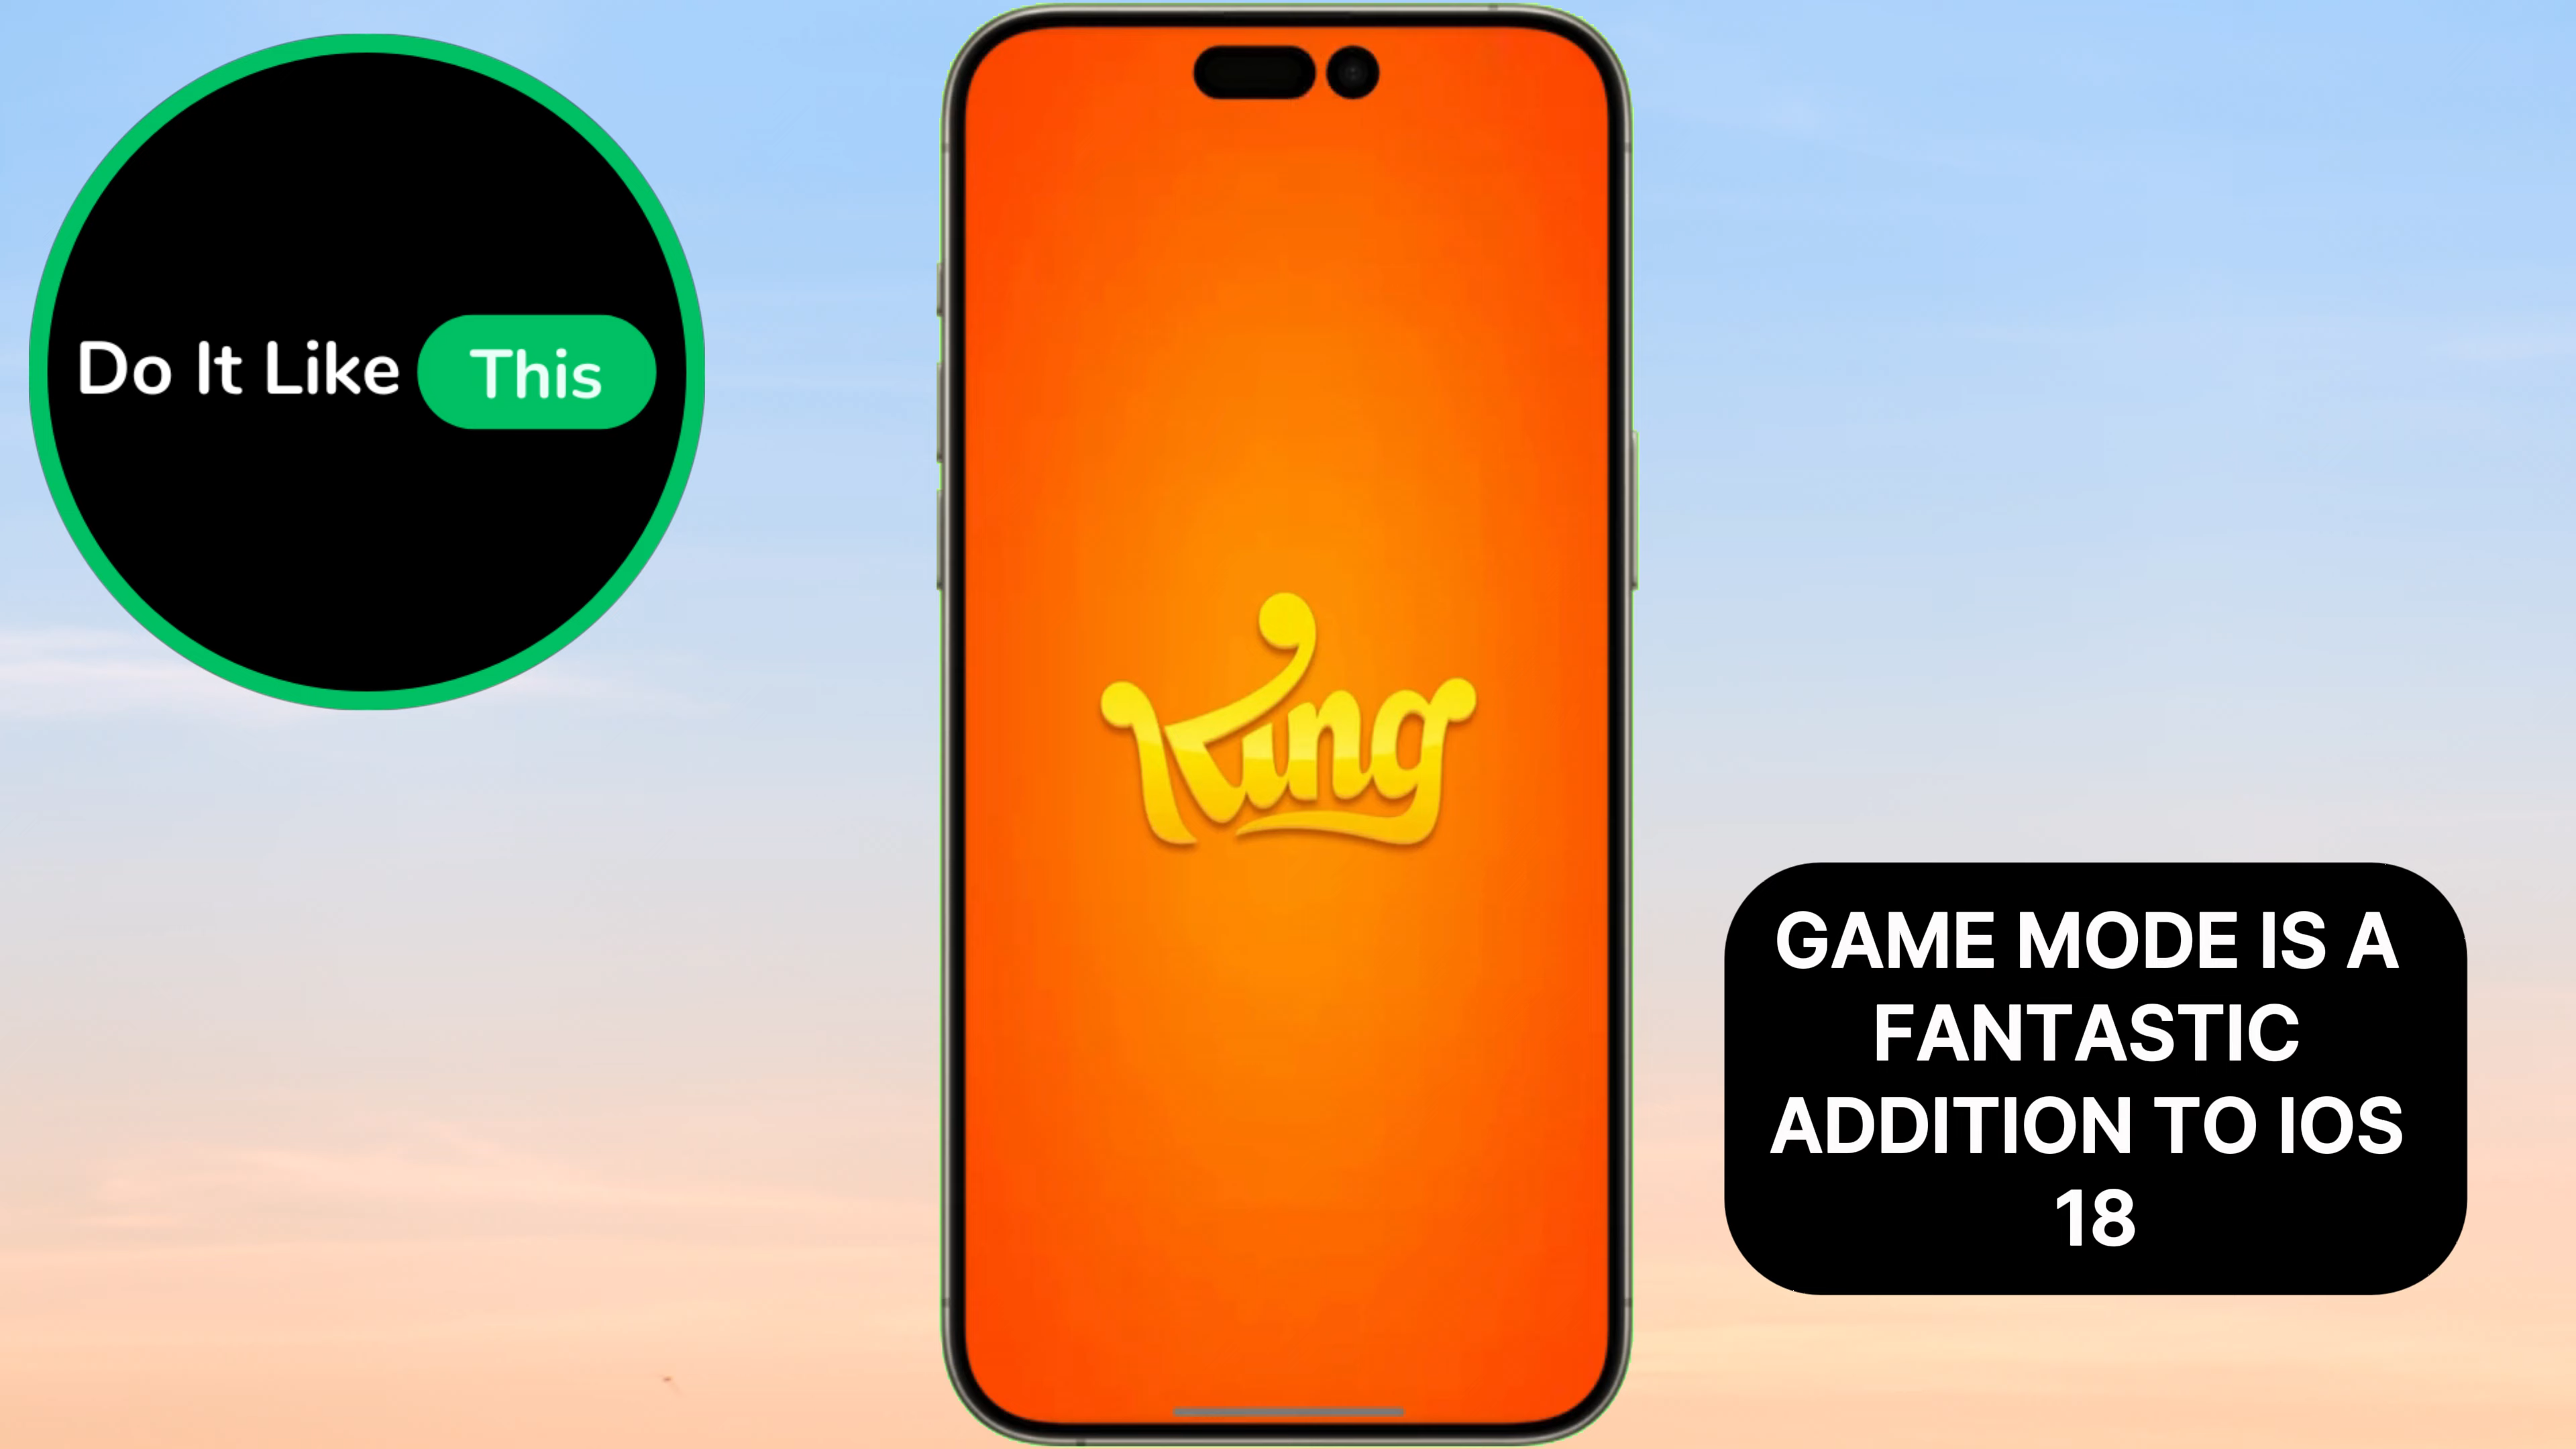 Do It Like This
King
GAME MODE IS A
FANTASTIC
ADDITION TO IOS
18